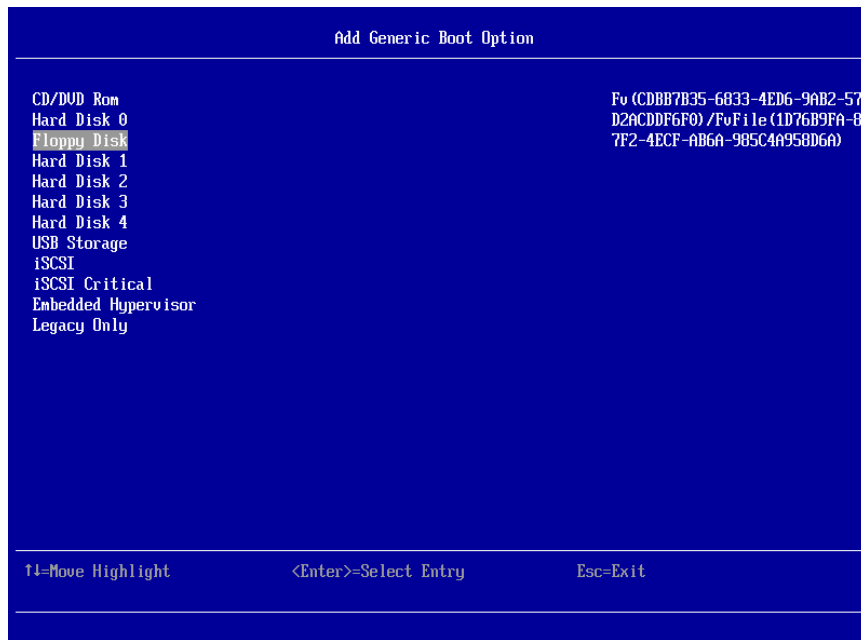 Add Generic Boot Option
CD/DVD Rom
Hard Disk 0
Floppy Disk
Hard Disk 1
Hard Disk 2
Hard Disk 3
Hard Disk 4
USB Storage
iSCSI
iSCSI Critical
Embedded Hypervisor
Legacy Only
Fv(CDBB7B35-6833-4ED6-9AB2-57
D2ACDDF6F0)/FvFile(1D76B9FA-8
7F2-4ECF-AB6A-985C4A958D6A)
↑↓=Move Highlight
<Enter>=Select Entry
Esc=Exit